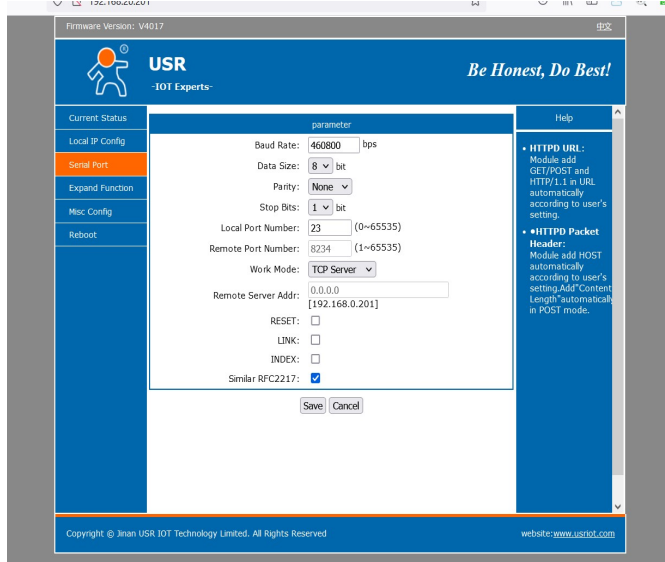 192.168.20.201
Firmware Version: V4017
中文
USR
-IOT Experts-
Be Honest, Do Best!
Current Status
Local IP Config
Serial Port
Expand Function
Misc Config
Reboot
parameter
Baud Rate: 460800 bps
Data Size: 8 bit
Parity: None
Stop Bits: 1 bit
Local Port Number: 23 (0~65535)
Remote Port Number: 8234 (1~65535)
Work Mode: TCP Server
Remote Server Addr: 0.0.0.0
[192.168.0.201]
RESET:
LINK:
INDEX:
Similar RFC2217:
Save Cancel
Help
• HTTPD URL:
Module add
GET/POST and
HTTP/1.1 in URL
automatically
according to user's
setting.
• •HTTPD Packet
Header:
Module add HOST
automatically
according to user's
setting.Add"Content
Length"automatically
in POST mode.
Copyright © Jinan USR IOT Technology Limited. All Rights Reserved
website:www.usriot.com